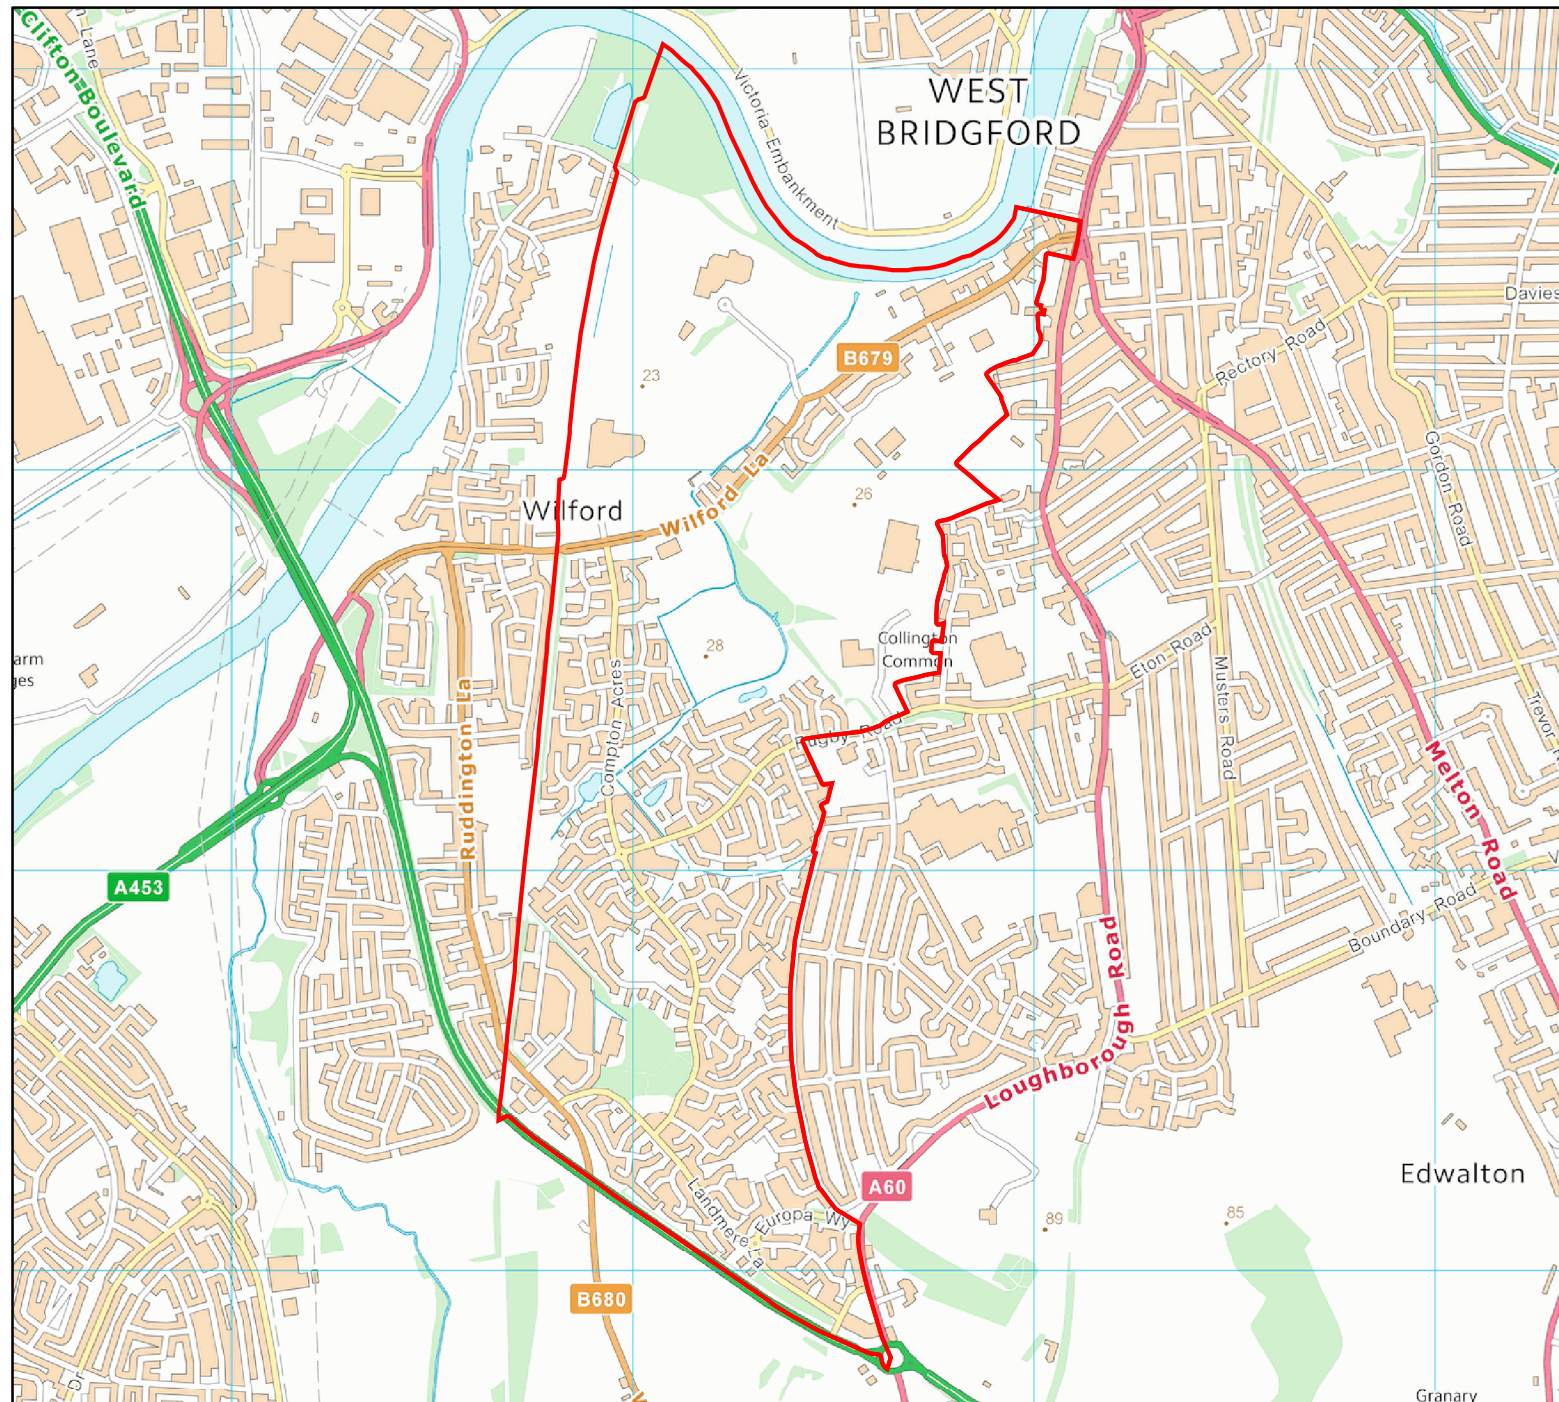 Clifton Boulevard
Lane
Victoria Embankment
WEST
BRIDGFORD
Davies
Rectory Road
B679
23
Gordon Road
Wilford La
26
Wilford
Collington
Common
28
arm
ges
Eton Road
Musters Road
Compton Acres
Ruddington La
Rugby Road
Trevor
Melton Road
A453
Boundary Road
Loughborough Road
A60
Edwalton
Landmere La
Europa Wy
89
85
B680
Dr
Granary